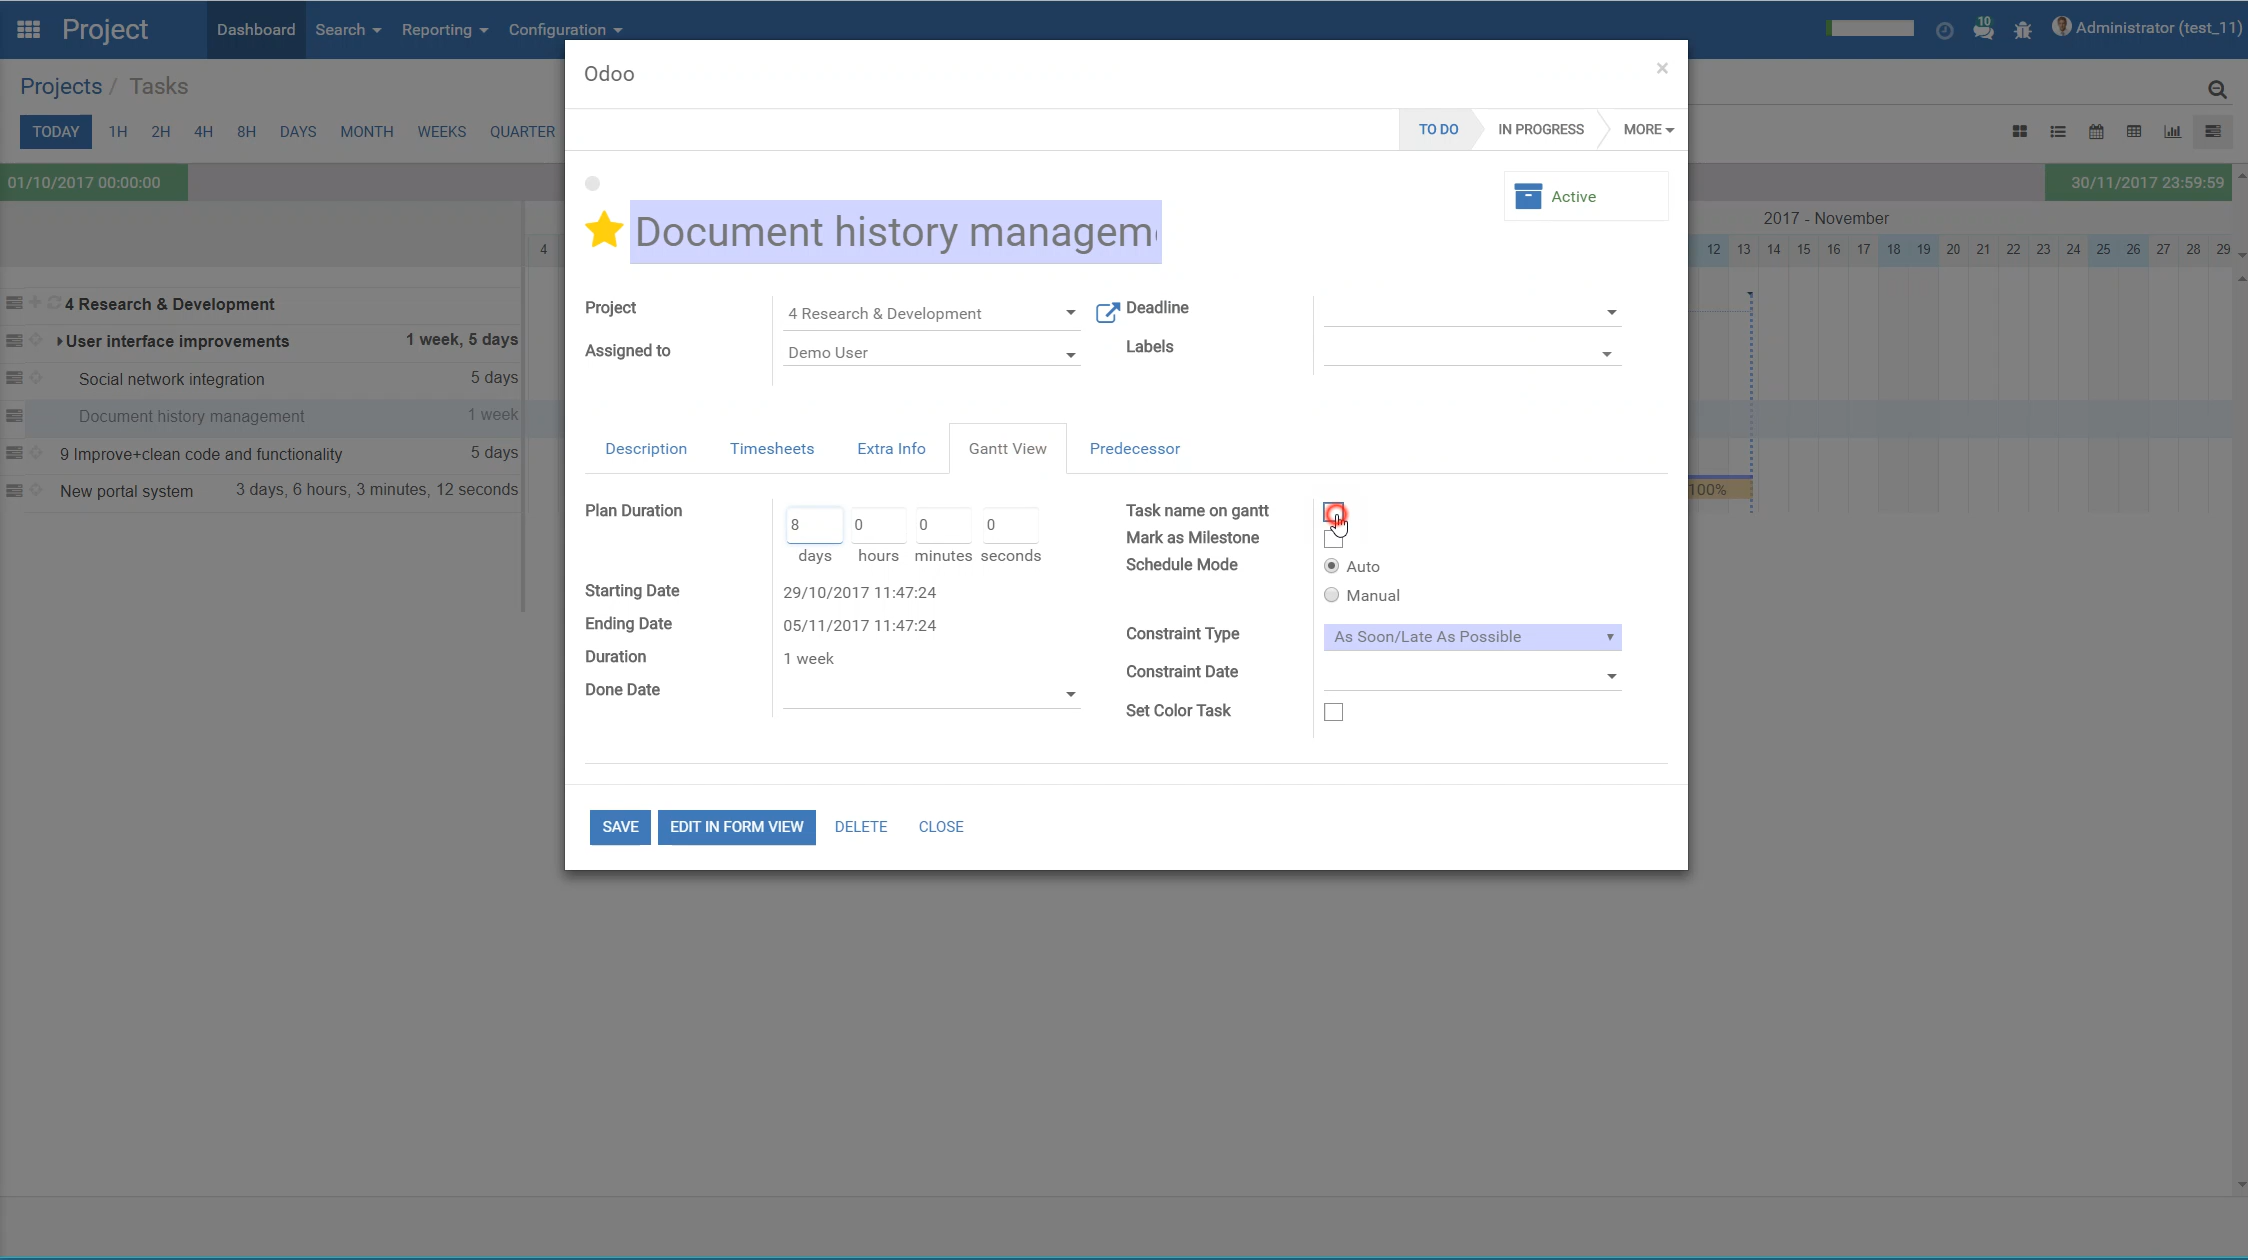 Project Dashboard Search Reporting Configuration 10 Administrator (test_11)
Projects / Tasks
TODAY 1H 2H 4H 8H DAYS MONTH WEEKS QUARTER
01/10/2017 00:00:00 30/11/2017 23:59:59
2017 - November
4 12 13 14 15 16 17 18 19 20 21 22 23 24 25 26 27 28 29
4 Research & Development
User interface improvements 1 week, 5 days
Social network integration 5 days
Document history management 1 week
9 Improve+clean code and functionality 5 days
New portal system 3 days, 6 hours, 3 minutes, 12 seconds
100%
Odoo ×
TO DO IN PROGRESS MORE
Active
Document history managem
Project 4 Research & Development Deadline
Assigned to Demo User Labels
Description Timesheets Extra Info Gantt View Predecessor
Plan Duration 8 0 0 0
days hours minutes seconds
Starting Date 29/10/2017 11:47:24
Ending Date 05/11/2017 11:47:24
Duration 1 week
Done Date
Task name on gantt
Mark as Milestone
Schedule Mode Auto
Manual
Constraint Type As Soon/Late As Possible
Constraint Date
Set Color Task
SAVE EDIT IN FORM VIEW DELETE CLOSE